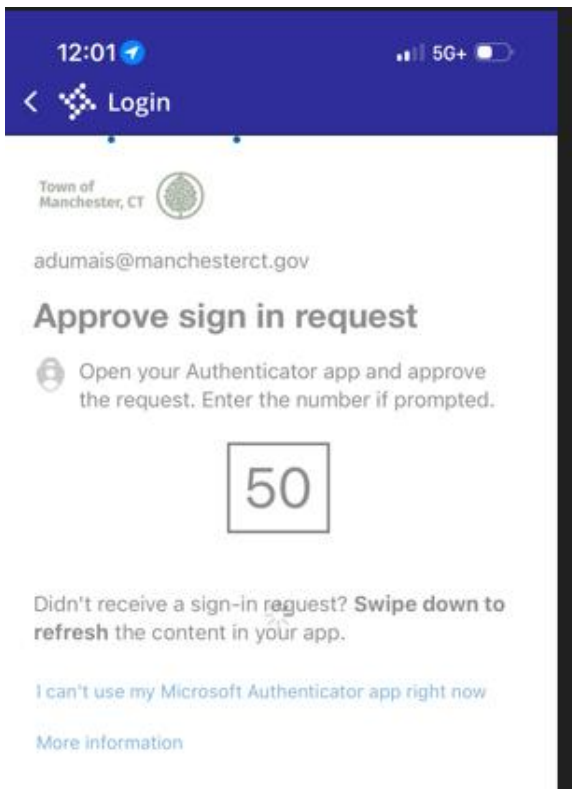 12:01
5G+
Login
Town of
Manchester, CT
adumais@manchesterct.gov
Approve sign in request
Open your Authenticator app and approve
the request. Enter the number if prompted.
50
Didn't receive a sign-in request? Swipe down to
refresh the content in your app.
I can't use my Microsoft Authenticator app right now
More information